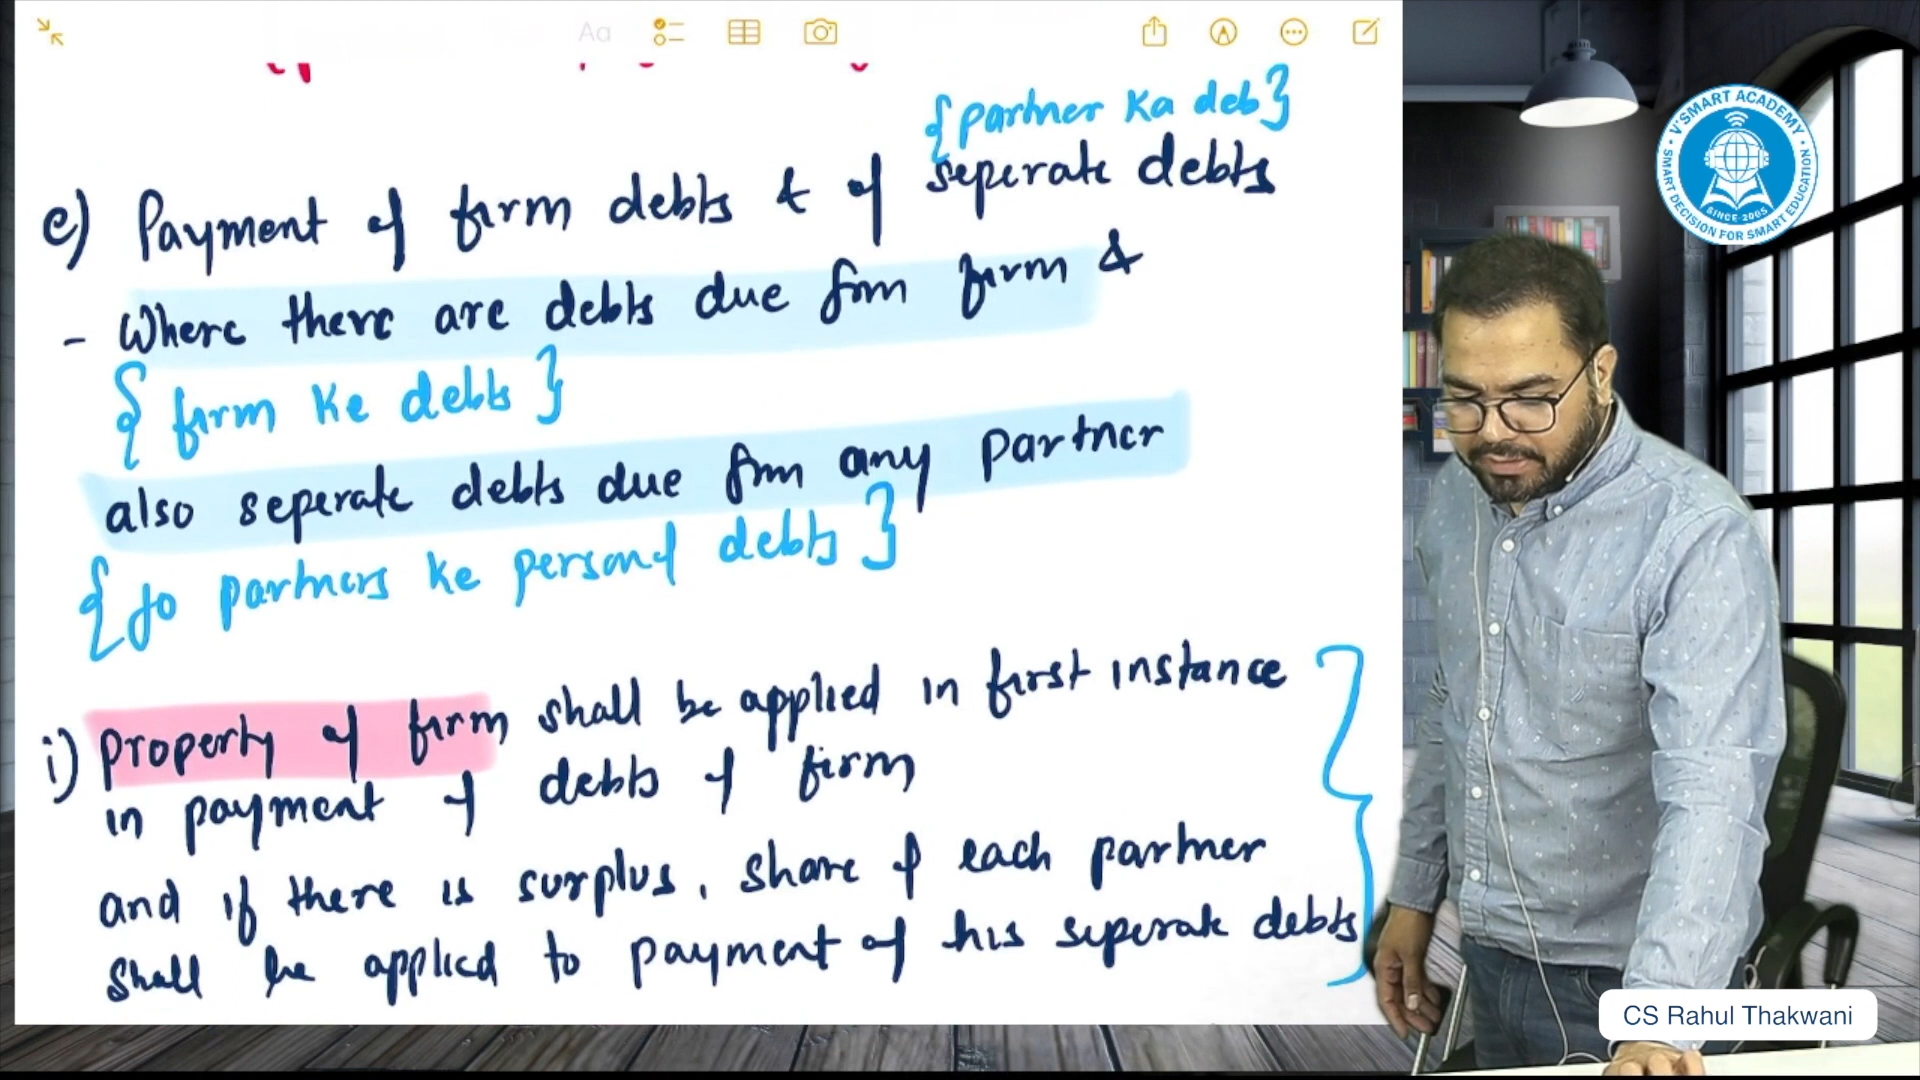 Aa
{partner ka deb}
e) Payment of firm debts & of seperate debts
- Where there are debts due from firm &
{ firm ke debts }
also seperate debts due from any partner
{jo partners ke personal debts }
i) property of firm shall be applied in first instance
in payment of debts of firm
and if there is surplus, share of each partner
shall be applied to payment of his seperate debts
V'SMART ACADEMY
SINCE-2005
SMART DECISION FOR SMART EDUCATION
CS Rahul Thakwani